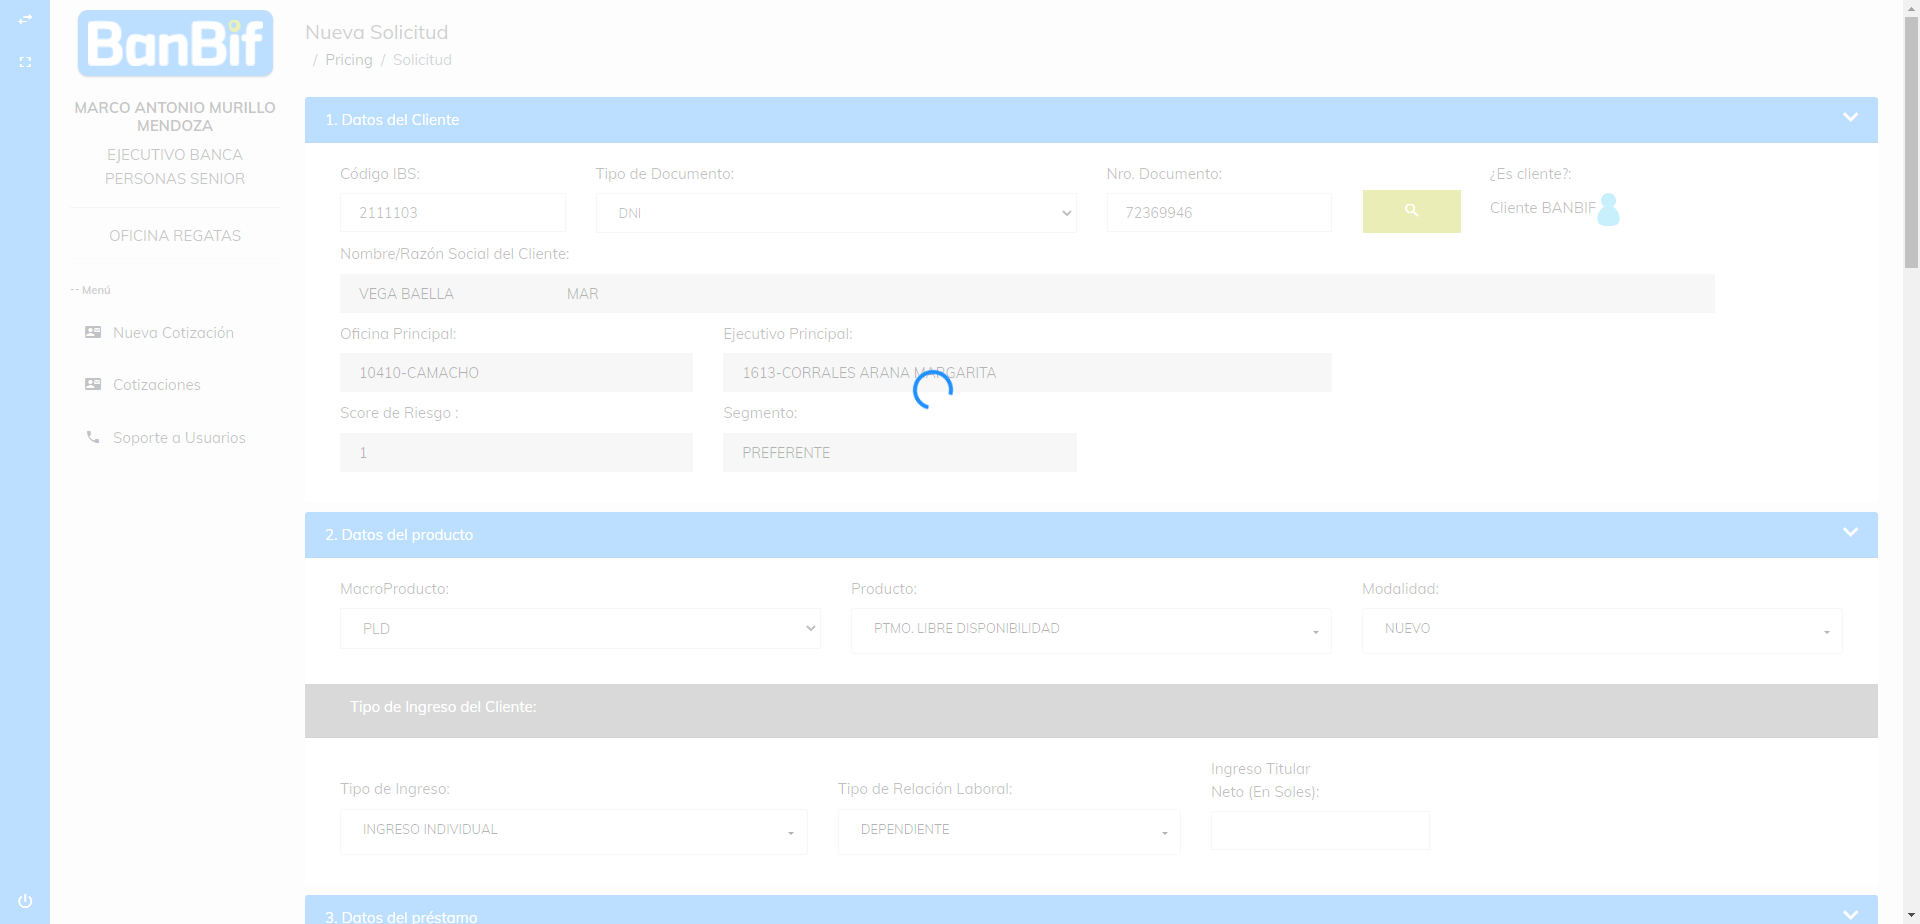 BanBif
MARCO ANTONIO MURILLO
MENDOZA
EJECUTIVO BANCA
PERSONAS SENIOR
OFICINA REGATAS
-- Menú
Nueva Cotización
Cotizaciones
Soporte a Usuarios
Nueva Solicitud
/ Pricing / Solicitud
1. Datos del Cliente
Código IBS: Tipo de Documento: Nro. Documento: ¿Es cliente?:
2111103 DNI 72369946 Cliente BANBIF
Nombre/Razón Social del Cliente:
VEGA BAELLA MAR
Oficina Principal: Ejecutivo Principal:
10410-CAMACHO 1613-CORRALES ARANA MARGARITA
Score de Riesgo : Segmento:
1 PREFERENTE
2. Datos del producto
MacroProducto: Producto: Modalidad:
PLD PTMO. LIBRE DISPONIBILIDAD NUEVO
Tipo de Ingreso del Cliente:
Tipo de Ingreso: Tipo de Relación Laboral: Ingreso Titular
Neto (En Soles):
INGRESO INDIVIDUAL DEPENDIENTE
3. Datos del préstamo